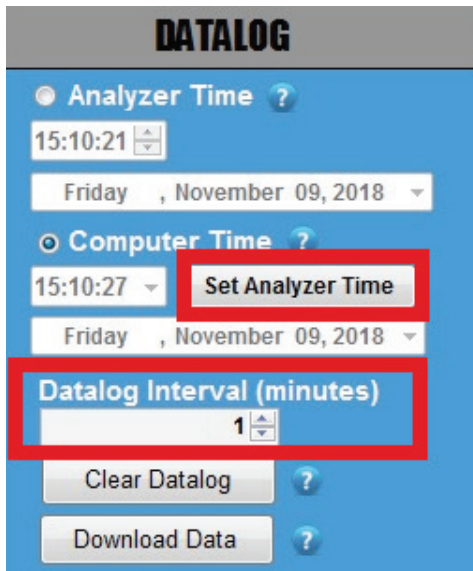 DATALOG
Analyzer Time ?
15:10:21
Friday , November 09, 2018
Computer Time ?
15:10:27 Set Analyzer Time
Friday , November 09, 2018
Datalog Interval (minutes)
1
Clear Datalog ?
Download Data ?